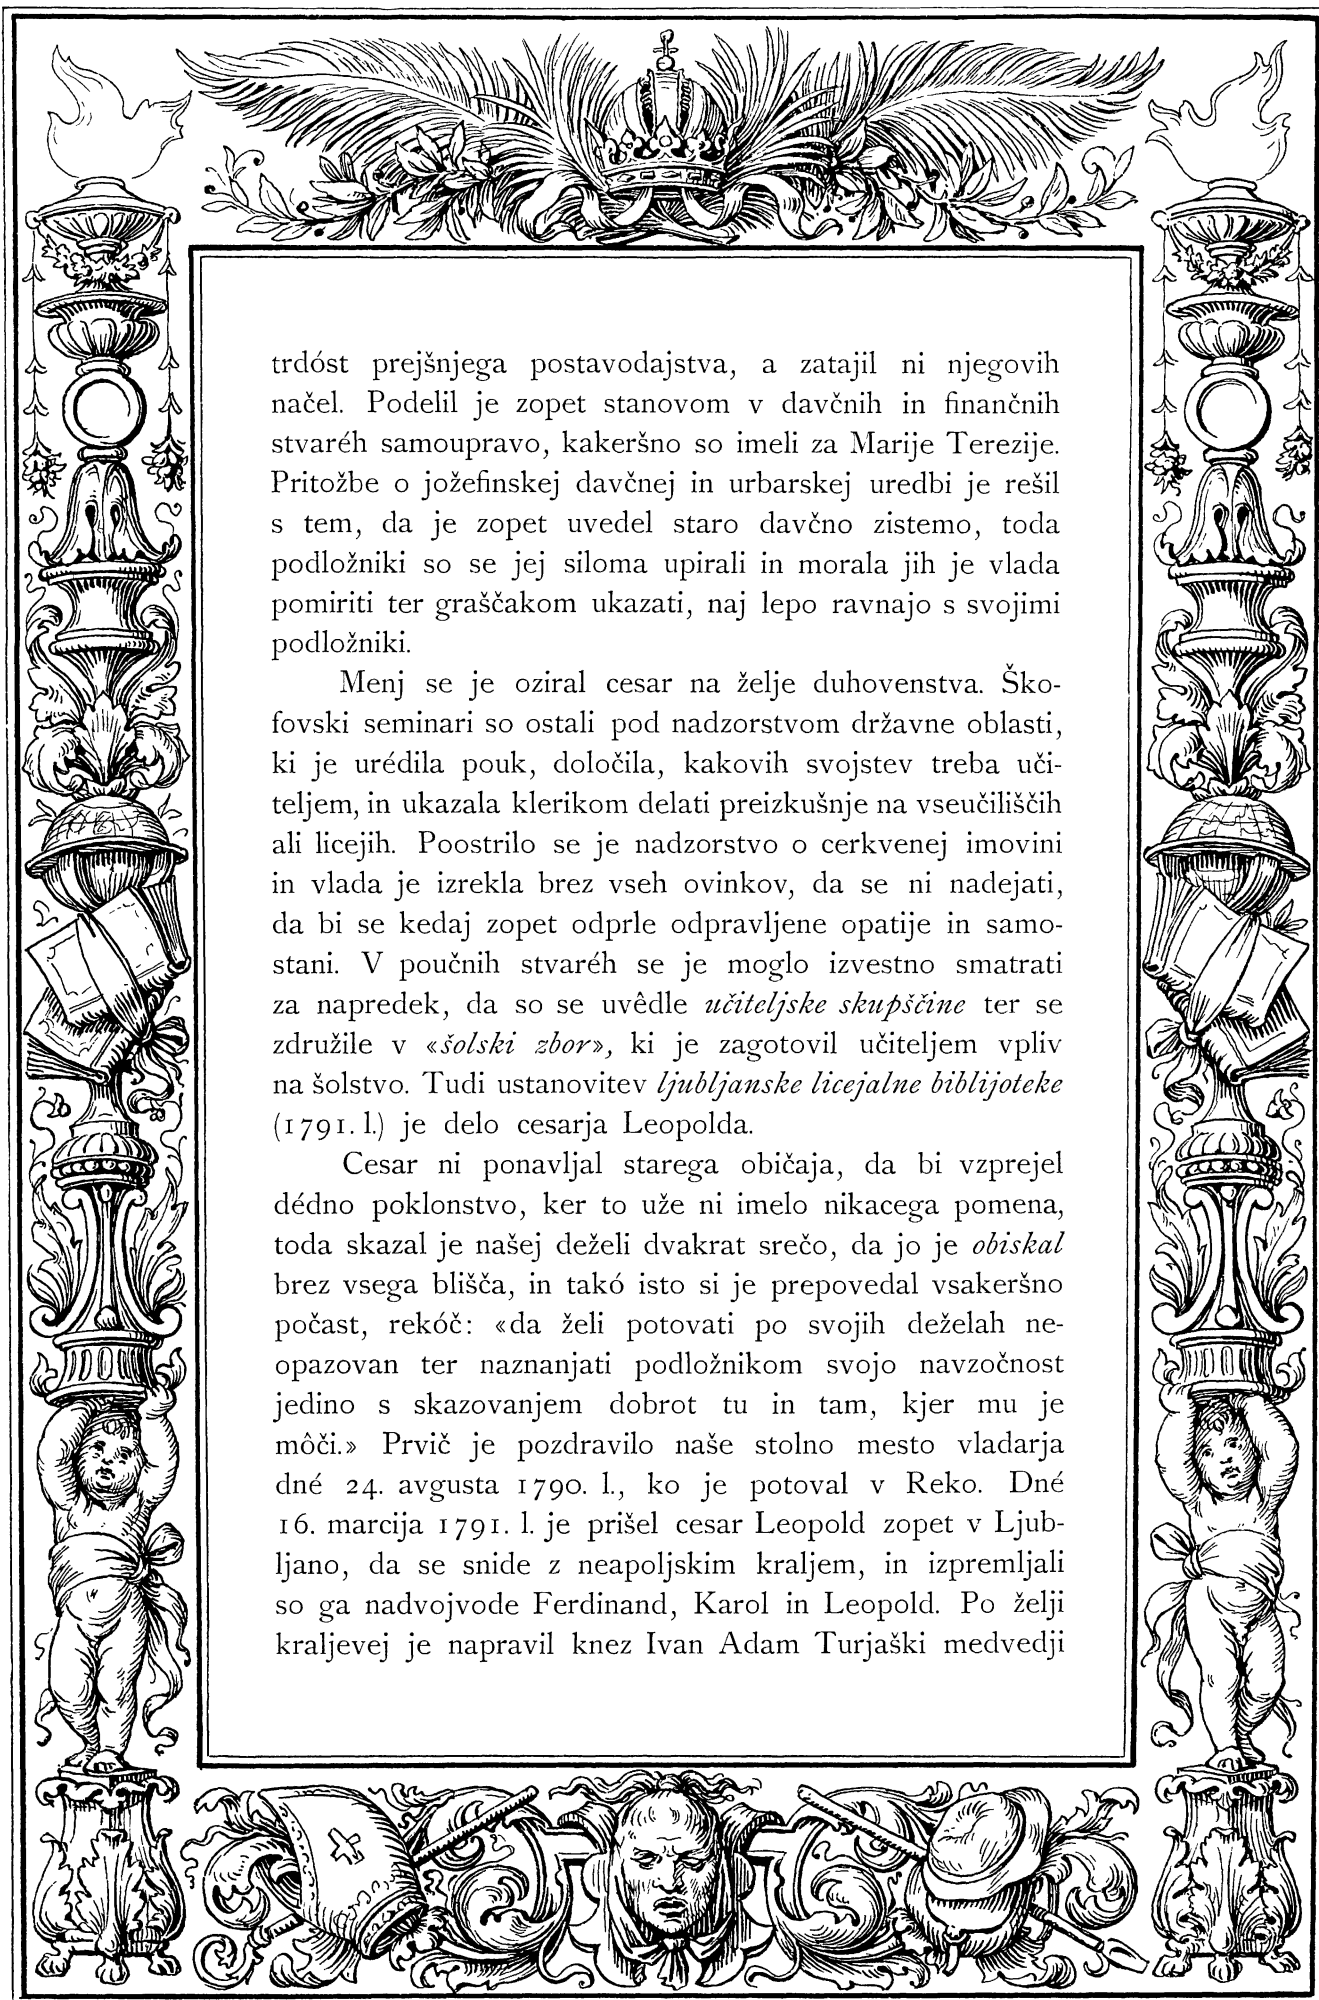 trdóst prejšnjega postavodajstva, a zatajil ni njegovih
načel. Podelil je zopet stanovom v davčnih in finančnih
stvaréh samoupravo, kakeršno so imeli za Marije Terezije.
Pritožbe o jožefinskej davčnej in urbarskej uredbi je rešil
s tem, da je zopet uvedel staro davčno zistemo, toda
podložniki so se jej siloma upirali in morala jih je vlada
pomiriti ter graščakom ukazati, naj lepo ravnajo s svojimi
podložniki.
Menj se je oziral cesar na želje duhovenstva. Ško-
fovski seminari so ostali pod nadzorstvom državne oblasti,
ki je urédila pouk, določila, kakovih svojstev treba uči-
teljem, in ukazala klerikom delati preizkušnje na vseučiliščih
ali licejih. Poostrilo se je nadzorstvo o cerkvenej imovini
in vlada je izrekla brez vseh ovinkov, da se ni nadejati,
da bi se kedaj zopet odprle odpravljene opatije in samo-
stani. V poučnih stvaréh se je moglo izvestno smatrati
za napredek, da so se uvêdle učiteljske skupščine ter se
združile v «šolski zbor», ki je zagotovil učiteljem vpliv
na šolstvo. Tudi ustanovitev ljubljanske licejalne biblijoteke
(1791. l.) je delo cesarja Leopolda.
Cesar ni ponavljal starega običaja, da bi vzprejel
dédno poklonstvo, ker to uže ni imelo nikacega pomena,
toda skazal je našej deželi dvakrat srečo, da jo je obiskal
brez vsega blišča, in takó isto si je prepovedal vsakeršno
počast, rekóč: «da želi potovati po svojih deželah ne-
opazovan ter naznanjati podložnikom svojo navzočnost
jedino s skazovanjem dobrot tu in tam, kjer mu je
môči.» Prvič je pozdravilo naše stolno mesto vladarja
dné 24. avgusta 1790. l., ko je potoval v Reko. Dné
16. marcija 1791. l. je prišel cesar Leopold zopet v Ljub-
ljano, da se snide z neapoljskim kraljem, in izpremljali
so ga nadvojvode Ferdinand, Karol in Leopold. Po želji
kraljevej je napravil knez Ivan Adam Turjaški medvedji